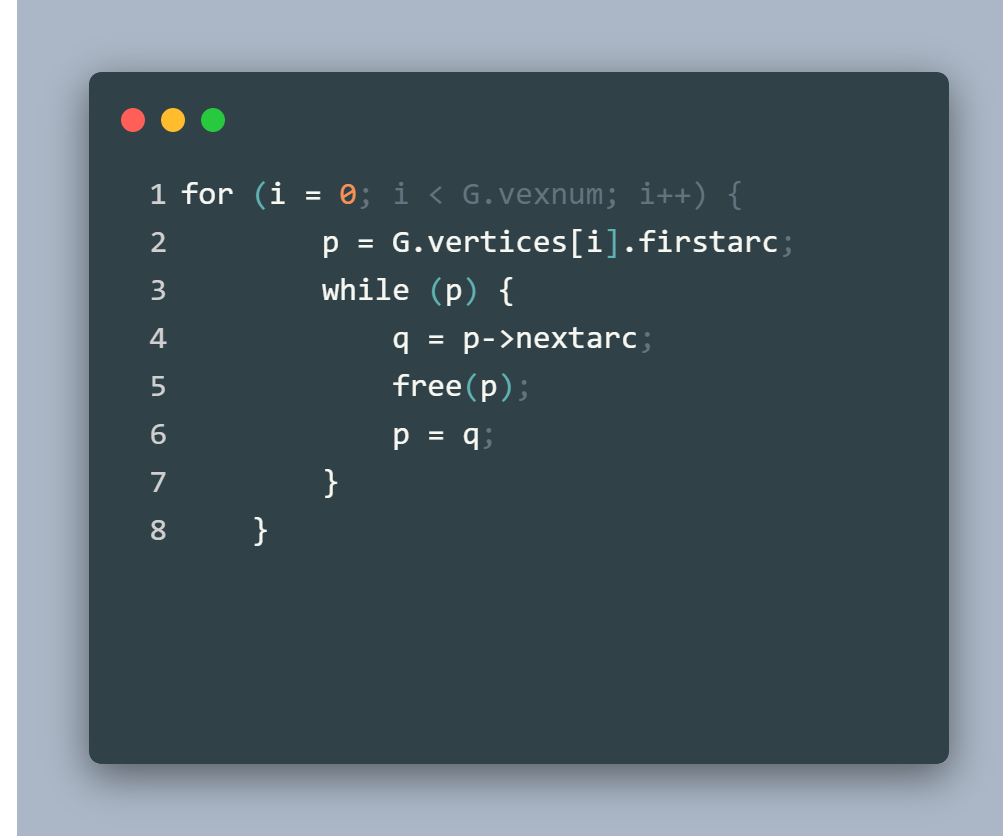 1 for (i = 0; i < G.vexnum; i++) {
2         p = G.vertices[i].firstarc;
3         while (p) {
4             q = p->nextarc;
5             free(p);
6             p = q;
7         }
8     }